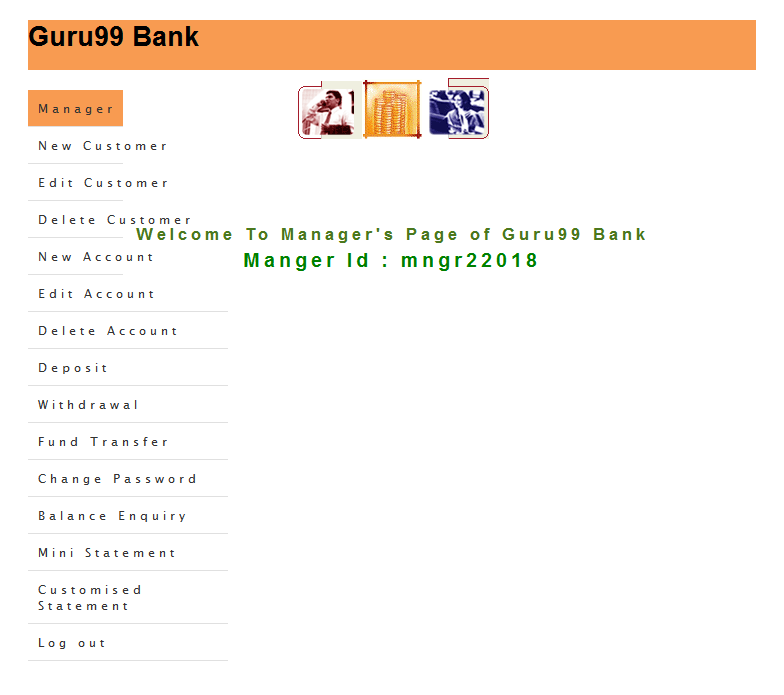 Guru99 Bank
Manager
New Customer
Edit Customer
Delete Customer
Welcome To Manager's Page of Guru99 Bank
New Account
Manger Id : mngr22018
Edit Account
Delete Account
Deposit
Withdrawal
Fund Transfer
Change Password
Balance Enquiry
Mini Statement
Customised
Statement
Log out